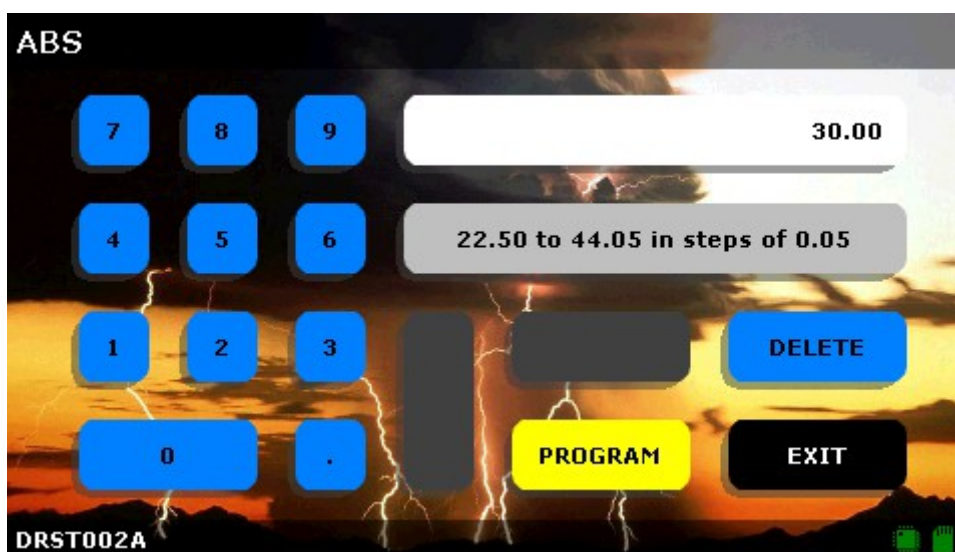 ABS
7 8 9 30.00
4 5 6 22.50 to 44.05 in steps of 0.05
1 2 3 DELETE
0 . PROGRAM EXIT
DRST002A